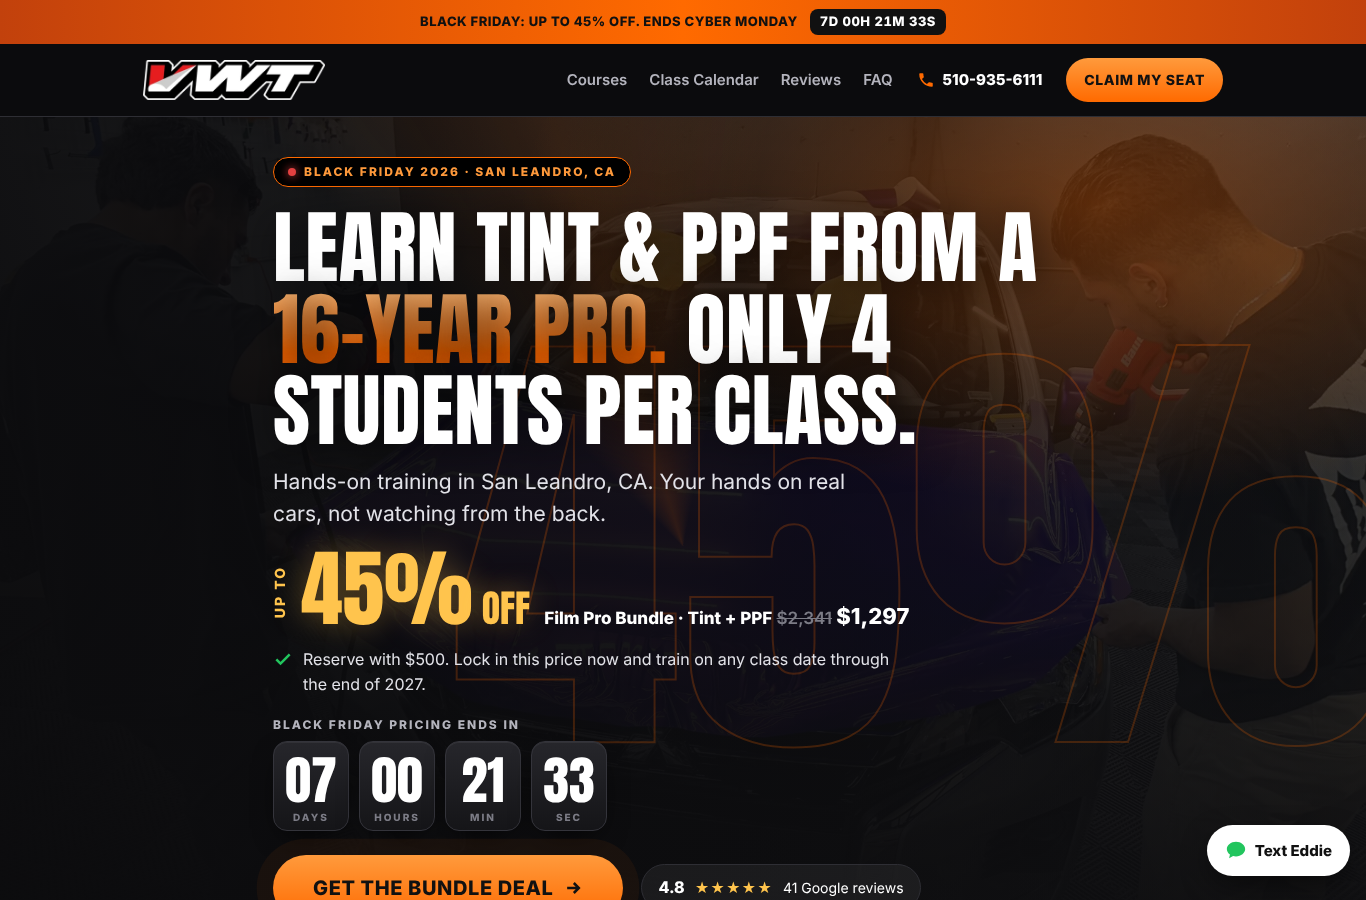 BLACK FRIDAY: UP TO 45% OFF. ENDS CYBER MONDAY 7D 00H 21M 33S
VWT Courses Class Calendar Reviews FAQ 510-935-6111 CLAIM MY SEAT
BLACK FRIDAY 2026 · SAN LEANDRO, CA
LEARN TINT & PPF FROM A
16-YEAR PRO. ONLY 4
STUDENTS PER CLASS.
Hands-on training in San Leandro, CA. Your hands on real
cars, not watching from the back.
UP TO 45% OFF Film Pro Bundle · Tint + PPF $2,341 $1,297
Reserve with $500. Lock in this price now and train on any class date through
the end of 2027.
BLACK FRIDAY PRICING ENDS IN
07 00 21 33
DAYS HOURS MIN SEC
GET THE BUNDLE DEAL → 4.8 ★★★★★ 41 Google reviews
Text Eddie
45%